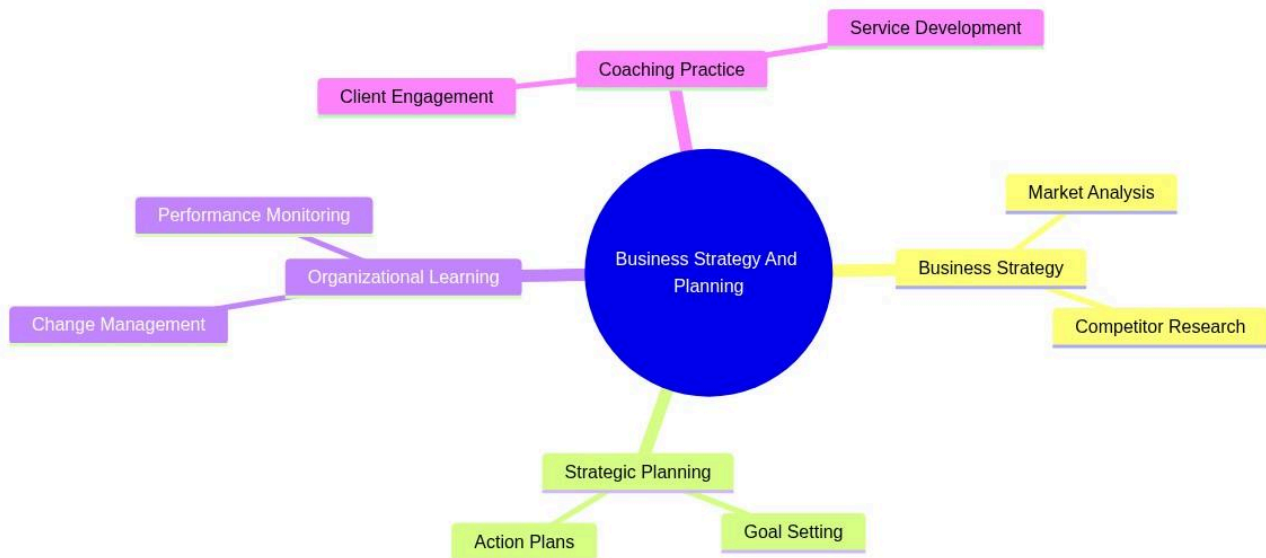 Service Development
Coaching Practice
Client Engagement
Market Analysis
Performance Monitoring
Business Strategy And
Planning
Business Strategy
Organizational Learning
Change Management
Competitor Research
Strategic Planning
Goal Setting
Action Plans